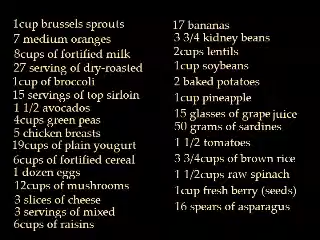 1cup brussels sprouts
7 medium oranges
8cups of fortified milk
27 serving of dry-roasted
1cup of broccoli
15 servings of top sirloin
1 1/2 avocados
4cups green peas
5 chicken breasts
19cups of plain yougurt
6cups of fortified cereal
1 dozen eggs
12cups of mushrooms
3 slices of cheese
3 servings of mixed
6cups of raisins
17 bananas
3 3/4 kidney beans
2cups lentils
1cup soybeans
2 baked potatoes
1cup pineapple
15 glasses of grape juice
50 grams of sardines
1 1/2 tomatoes
3 3/4cups of brown rice
1 1/2cups raw spinach
1cup fresh berry (seeds)
16 spears of asparagus